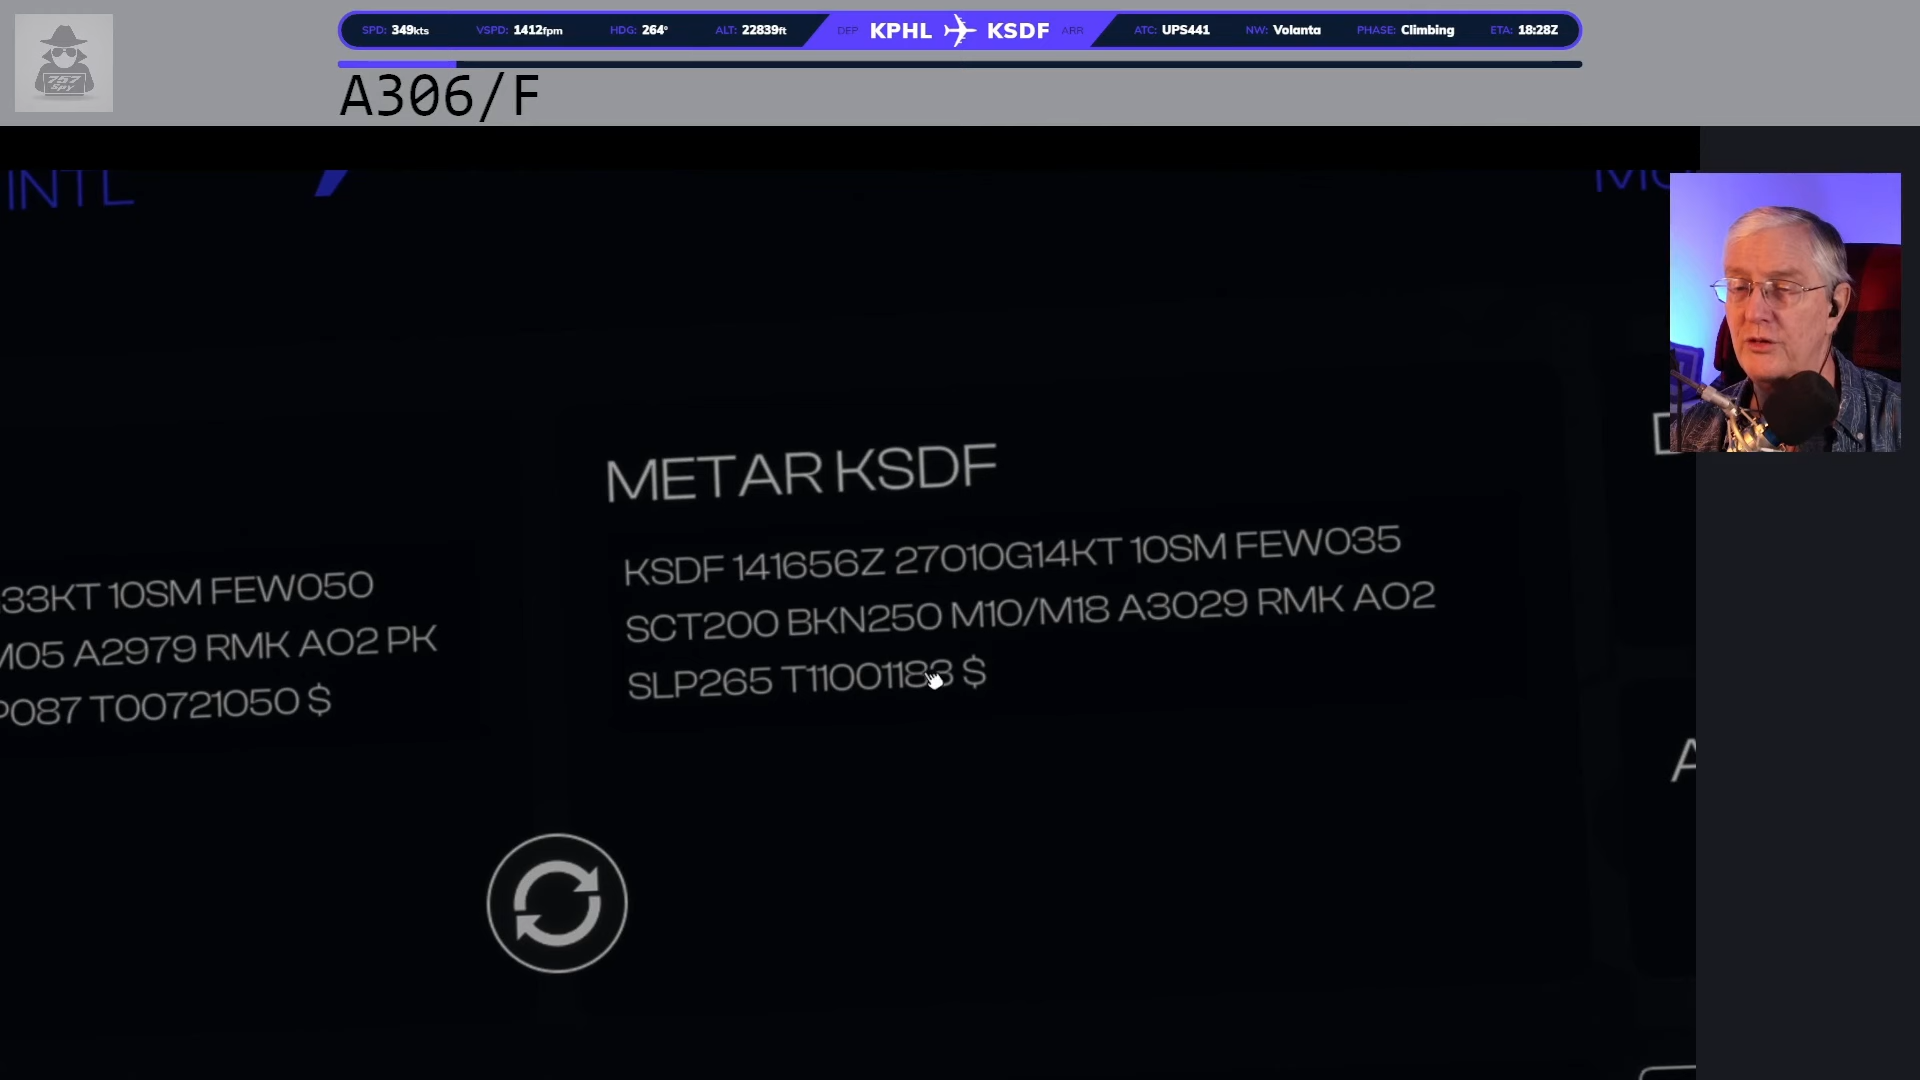 757
Spy
SPD: 349kts VSPD: 1412fpm HDG: 264° ALT: 22839ft DEP KPHL KSDF ARR ATC: UPS441 NW: Volanta PHASE: Climbing ETA: 18:28Z
A306/F
INTL
METAR KSDF
33KT 10SM FEW050
M05 A2979 RMK AO2 PK
P087 T00721050 $
KSDF 141656Z 27010G14KT 10SM FEW035
SCT200 BKN250 M10/M18 A3029 RMK AO2
SLP265 T11001183 $
A